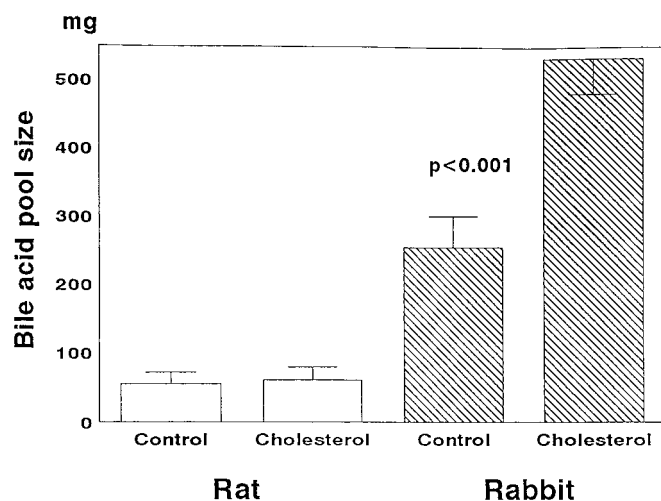 mg
Bile acid pool size
500
400
300
200
100
0
p<0.001
Control Cholesterol Control Cholesterol
Rat Rabbit